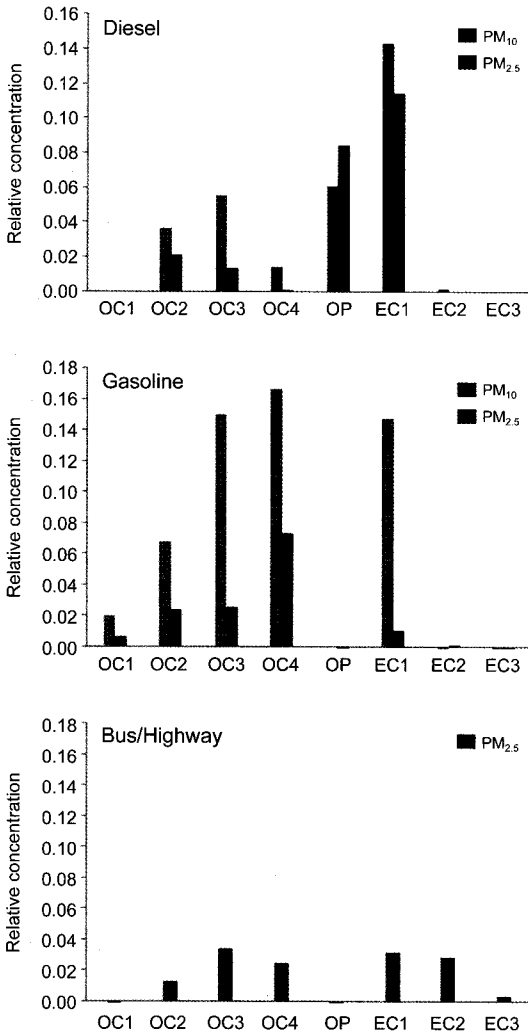 Diesel
PM10
PM2.5
Relative concentration
0.16
0.14
0.12
0.10
0.08
0.06
0.04
0.02
0.00
OC1 OC2 OC3 OC4 OP EC1 EC2 EC3
Gasoline
PM10
PM2.5
Relative concentration
0.18
0.16
0.14
0.12
0.10
0.08
0.06
0.04
0.02
0.00
OC1 OC2 OC3 OC4 OP EC1 EC2 EC3
Bus/Highway
PM2.5
Relative concentration
0.18
0.16
0.14
0.12
0.10
0.08
0.06
0.04
0.02
0.00
OC1 OC2 OC3 OC4 OP EC1 EC2 EC3